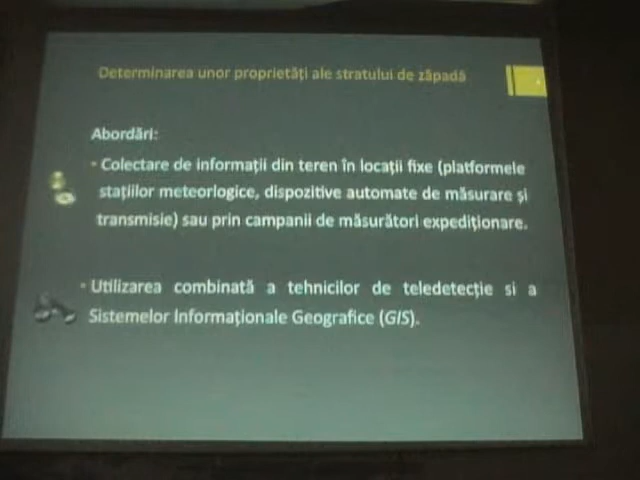 Determinarea unor proprietăți ale stratului de zăpadă
Abordări:
• Colectare de informații din teren în locații fixe (platformele
stațiilor meteorlogice, dispozitive automate de măsurare și
transmisie) sau prin campanii de măsurători expediționare.
• Utilizarea combinată a tehnicilor de teledetecție si a
Sistemelor Informaționale Geografice (GIS).